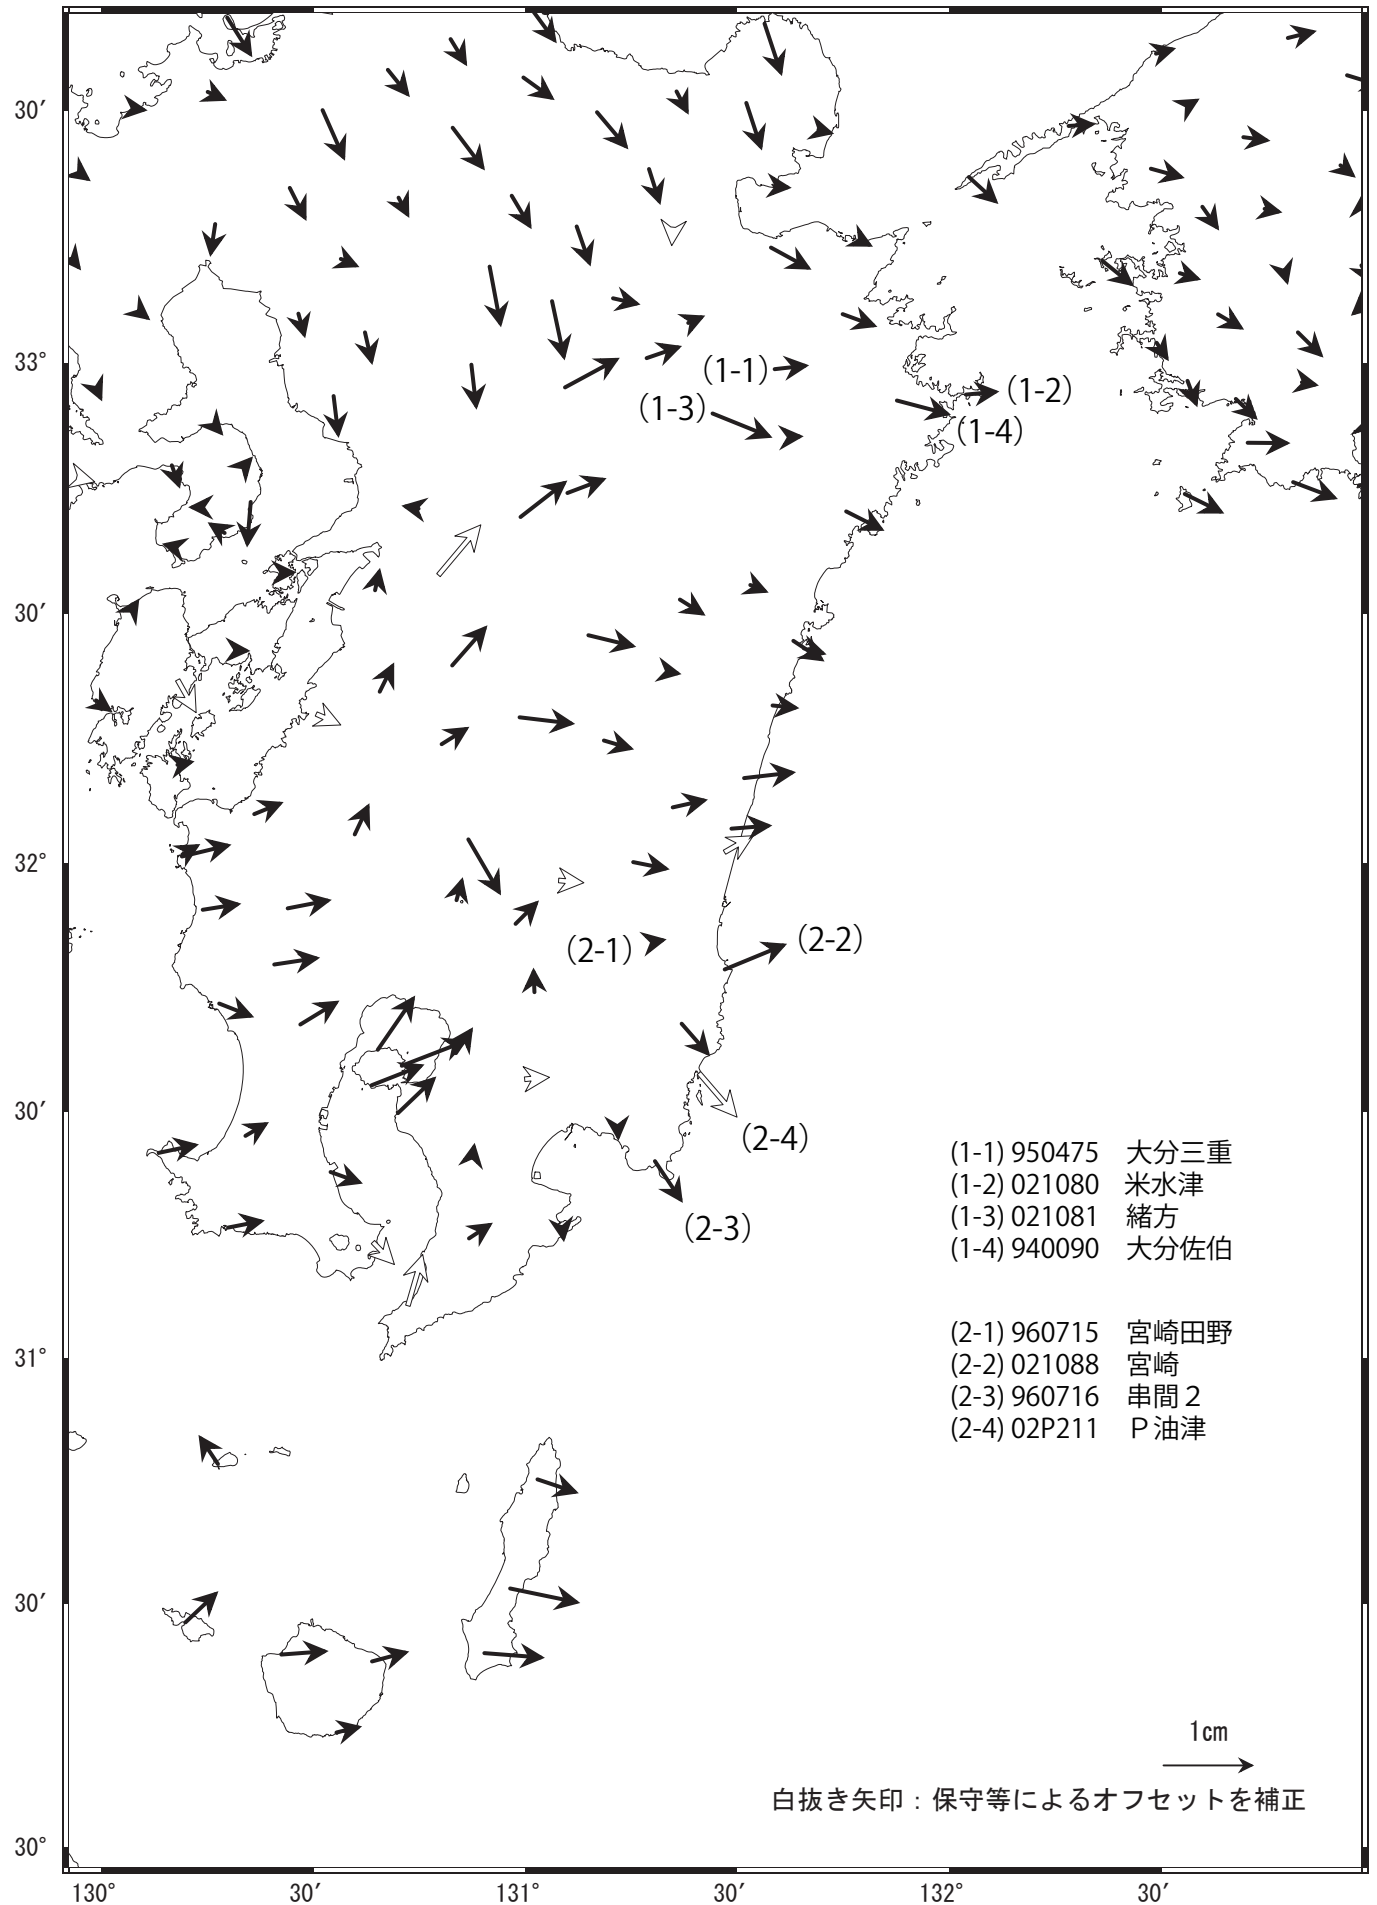 30′
33°
(1-1)
(1-2)
(1-3)
(1-4)
30′
32°
(2-1)
(2-2)
30′
(2-4)
(2-3)
(1-1) 950475 大分三重
(1-2) 021080 米水津
(1-3) 021081 緒方
(1-4) 940090 大分佐伯
(2-1) 960715 宮崎田野
(2-2) 021088 宮崎
(2-3) 960716 串間２
(2-4) 02P211 Ｐ油津
31°
30′
1cm
白抜き矢印：保守等によるオフセットを補正
30°
130° 30′ 131° 30′ 132° 30′